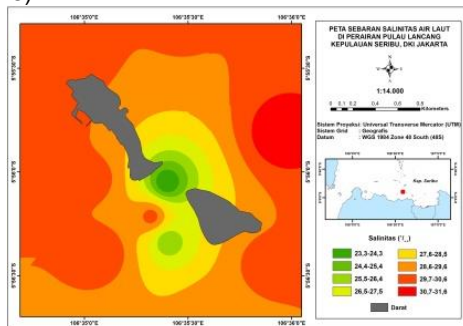 106°35'0"E
106°35'30"E
106°36'0"E
PETA SEBARAN SALINITAS AIR LAUT
DI PERAIRAN PULAU LANCANG
KEPULAUAN SERIBU, DKI JAKARTA
1:14.000
0 0.1 0.2 0.4 0.6 0.8
Kilometers
Sistem Proyeksi: Universal Transverse Mercator (UTM)
Sistem Grid : Geografis
Datum : WGS 1984 Zone 48 South (48S)
Kep. Seribu
Salinitas
23,3-24,3
24,4-25,4
25,5-26,4
26,5-27,5
27,6-28,5
28,6-29,6
29,7-30,6
30,7-31,6
Darat
106°35'0"E
106°35'30"E
106°36'0"E